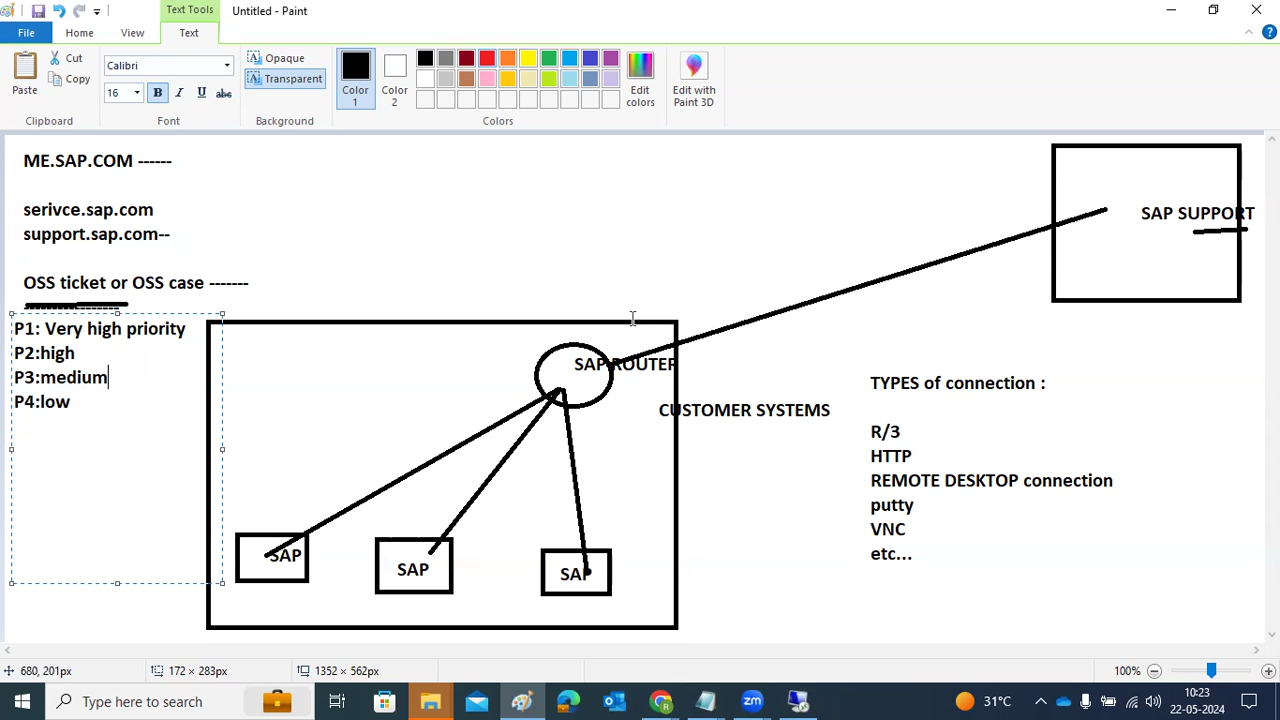 Text Tools
Untitled - Paint
File
Home
View
Text
Paste
Cut
Copy
Clipboard
Calibri
16
B
I
U
abc
Font
Opaque
Transparent
Background
Color 1
Color 2
Edit colors
Colors
Edit with Paint 3D
ME.SAP.COM ------
serivce.sap.com
support.sap.com--
OSS ticket or OSS case -------
P1: Very high priority
P2:high
P3:medium
P4:low
SAP SUPPORT
SAP ROUTER
CUSTOMER SYSTEMS
SAP
SAP
SAP
TYPES of connection :
R/3
HTTP
REMOTE DESKTOP connection
putty
VNC
etc...
680, 201px
172 × 283px
1352 × 562px
100%
Type here to search
31°C
10:23
22-05-2024